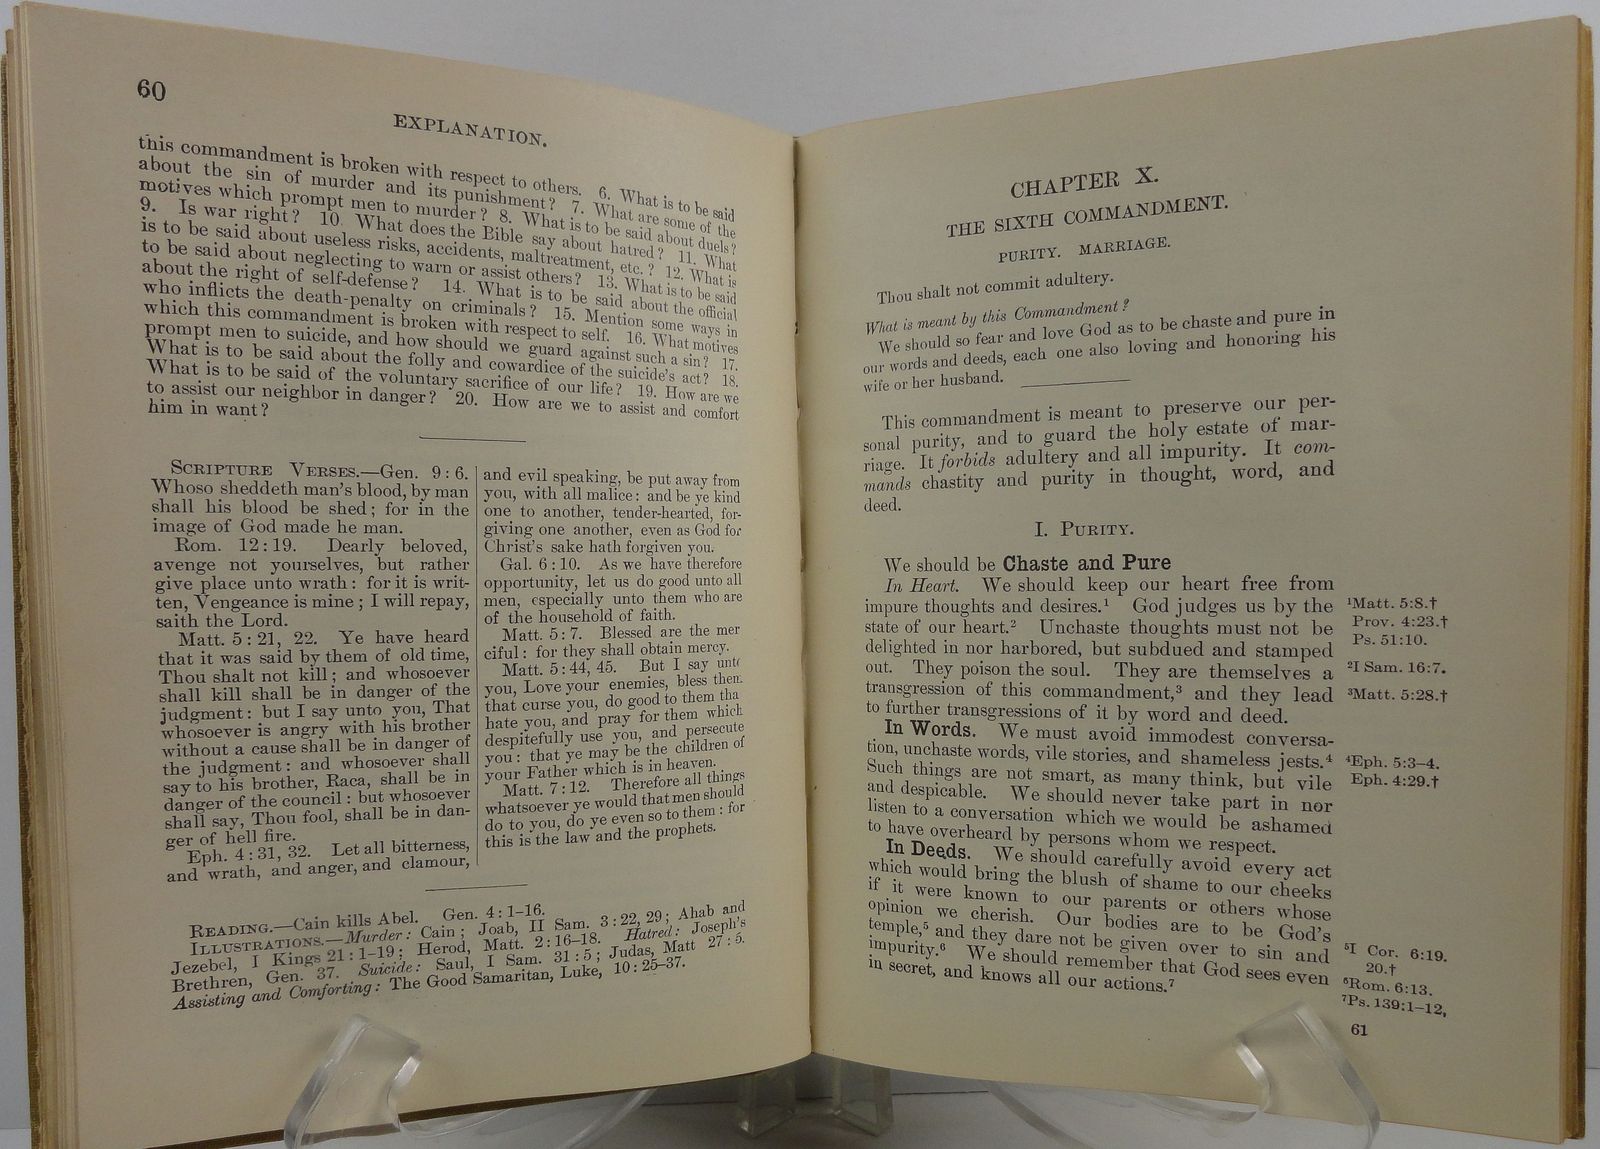 60
EXPLANATION.
this commandment is broken with respect to others. 6. What is to be said
about the sin of murder and its punishment? 7. What are some of the
motives which prompt men to murder? 8. What is to be said about duels?
9. Is war right? 10. What does the Bible say about hatred? 11. What
is to be said about useless risks, accidents, maltreatment, etc.? 12. What is
to be said about neglecting to warn or assist others? 13. What is to be said
about the right of self-defense? 14. What is to be said about the official
who inflicts the death-penalty on criminals? 15. Mention some ways in
which this commandment is broken with respect to self. 16. What motives
prompt men to suicide, and how should we guard against such a sin? 17.
What is to be said about the folly and cowardice of the suicide's act? 18.
What is to be said of the voluntary sacrifice of our life? 19. How are we
to assist our neighbor in danger? 20. How are we to assist and comfort
him in want?
SCRIPTURE VERSES.—Gen. 9:6.
Whoso sheddeth man's blood, by man
shall his blood be shed; for in the
image of God made he man.
Rom. 12:19. Dearly beloved,
avenge not yourselves, but rather
give place unto wrath: for it is writ-
ten, Vengeance is mine; I will repay,
saith the Lord.
Matt. 5:21, 22. Ye have heard
that it was said by them of old time,
Thou shalt not kill; and whosoever
shall kill shall be in danger of the
judgment: but I say unto you, That
whosoever is angry with his brother
without a cause shall be in danger of
the judgment: and whosoever shall
say to his brother, Raca, shall be in
danger of the council: but whosoever
shall say, Thou fool, shall be in dan-
ger of hell fire.
Eph. 4:31, 32. Let all bitterness,
and wrath, and anger, and clamour,
and evil speaking, be put away from
you, with all malice: and be ye kind
one to another, tender-hearted, for-
giving one another, even as God for
Christ's sake hath forgiven you.
Gal. 6:10. As we have therefore
opportunity, let us do good unto all
men, especially unto them who are
of the household of faith.
Matt. 5:7. Blessed are the mer
ciful: for they shall obtain mercy.
Matt. 5:44, 45. But I say unto
you, Love your enemies, bless them
that curse you, do good to them tha
hate you, and pray for them which
despitefully use you, and persecute
you: that ye may be the children of
your Father which is in heaven.
Matt. 7:12. Therefore all things
whatsoever ye would that men should
do to you, do ye even so to them: for
this is the law and the prophets.
READING.—Cain kills Abel. Gen. 4:1-16.
ILLUSTRATIONS.—Murder: Cain; Joab, II Sam. 3:22, 29; Ahab and
Jezebel, I Kings 21:1-19; Herod, Matt. 2:16-18. Hatred: Joseph's
Brethren, Gen. 37. Suicide: Saul, I Sam. 31:5; Judas, Matt 27:5.
Assisting and Comforting: The Good Samaritan, Luke, 10:25-37.
CHAPTER X.
THE SIXTH COMMANDMENT.
PURITY. MARRIAGE.
Thou shalt not commit adultery.
What is meant by this Commandment?
We should so fear and love God as to be chaste and pure in
our words and deeds, each one also loving and honoring his
wife or her husband.
This commandment is meant to preserve our per-
sonal purity, and to guard the holy estate of mar-
riage. It forbids adultery and all impurity. It com-
mands chastity and purity in thought, word, and
deed.
I. PURITY.
We should be Chaste and Pure
In Heart. We should keep our heart free from
impure thoughts and desires.¹ God judges us by the
state of our heart.² Unchaste thoughts must not be
delighted in nor harbored, but subdued and stamped
out. They poison the soul. They are themselves a
transgression of this commandment,³ and they lead
to further transgressions of it by word and deed.
In Words. We must avoid immodest conversa-
tion, unchaste words, vile stories, and shameless jests.⁴
Such things are not smart, as many think, but vile
and despicable. We should never take part in nor
listen to a conversation which we would be ashamed
to have overheard by persons whom we respect.
In Deeds. We should carefully avoid every act
which would bring the blush of shame to our cheeks
if it were known to our parents or others whose
opinion we cherish. Our bodies are to be God's
temple,⁵ and they dare not be given over to sin and
impurity.⁶ We should remember that God sees even
in secret, and knows all our actions.⁷
¹Matt. 5:8.†
Prov. 4:23.†
Ps. 51:10.
²I Sam. 16:7.
³Matt. 5:28.†
⁴Eph. 5:3-4.
Eph. 4:29.†
⁵I Cor. 6:19.
20.†
⁶Rom. 6:13.
⁷Ps. 139:1-12,
61